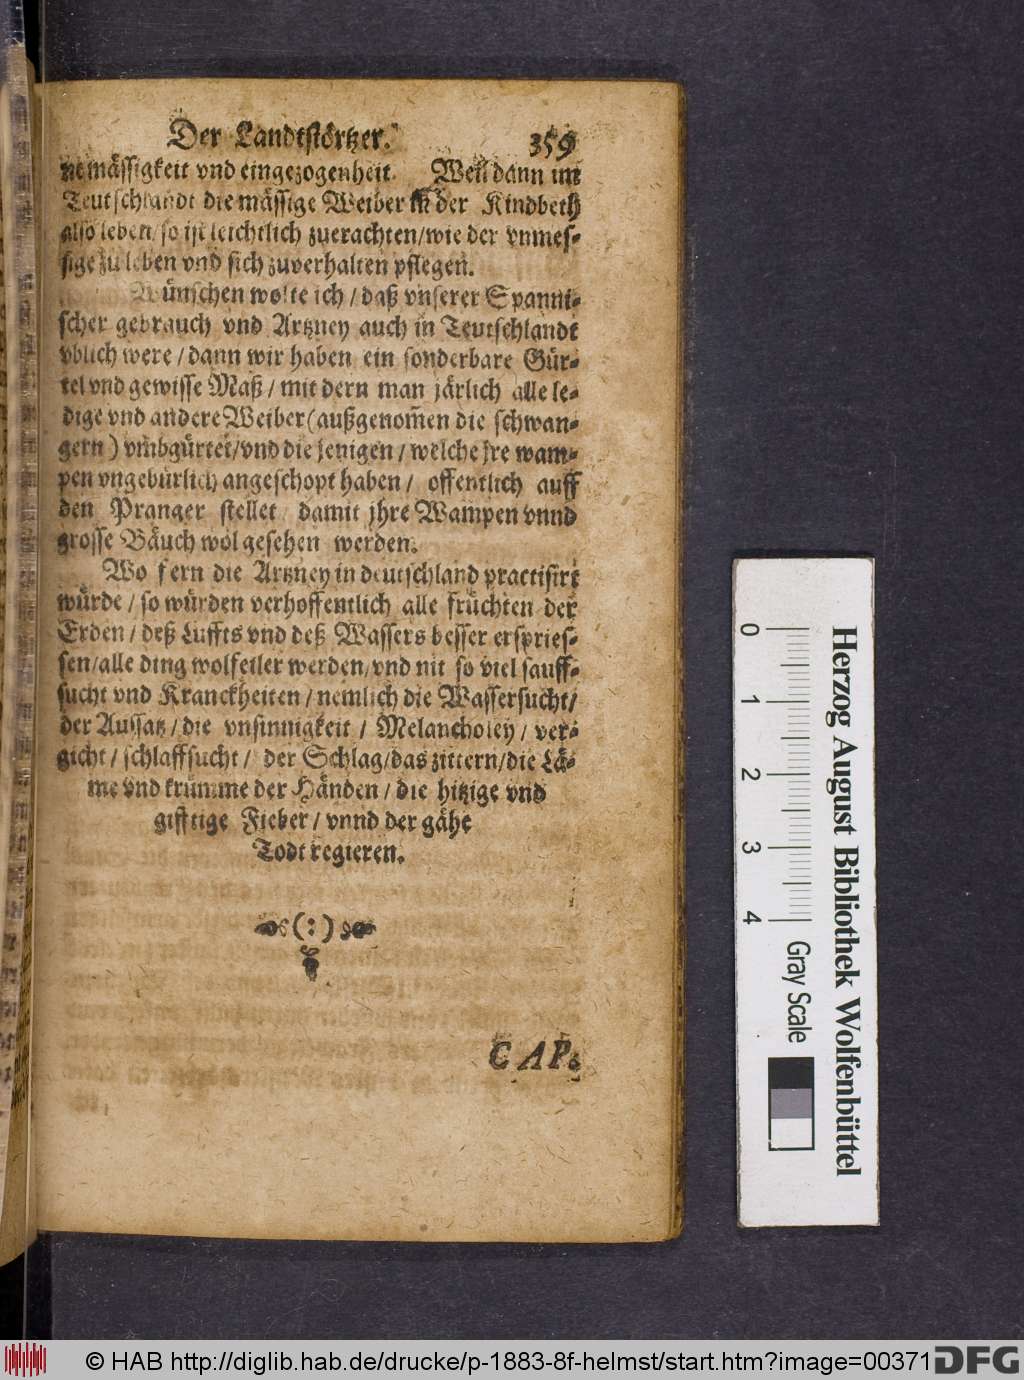 Der Landtstörtzer. 359
ne mässigkeit vnd eingezogenheit. Weil dann im
Teutschlandt die mässige Weiber in der Kindbeth
also leben/so ist leichtlich zuerachten/wie der vnmes-
sige zu leben vnd sich zuverhalten pflegen.
Wünschen wolte ich / daß vnserer Spanni-
scher gebrauch vnd Artzney auch in Teutschlandt
vblich were / dann wir haben ein sonderbare Gür-
tel vnd gewisse Maß / mit dern man järlich alle le-
dige vnd andere Weiber (außgenom̄en die schwan-
gern) vmbgürtet/vnd die jenigen / welche jre wam-
pen vngebürlich angeschopt haben / offentlich auff
den Pranger stellet damit jhre Wampen vnnd
grosse Bäuch wol gesehen werden.
Wo fern die Artzney in deutschland practisirt
würde / so würden verhoffentlich alle früchten der
Erden / deß Luffts vnd deß Wassers besser erspries-
sen/alle ding wolfeiler werden/vnd nit so viel sauff-
sucht vnd Kranckheiten / nemlich die Wassersucht/
der Aussatz / die vnsinnigkeit / Melancholey / ver-
gicht / schlaffsucht / der Schlag/das zittern/die Lä-
me vnd krümme der Händen / die hitzige vnd
gifftige Fieber / vnnd der gähe
Todt regieren.
(:)
CAP.
0 1 2 3 4 Gray Scale
Herzog August Bibliothek Wolfenbüttel
© HAB http://diglib.hab.de/drucke/p-1883-8f-helmst/start.htm?image=00371 DFG